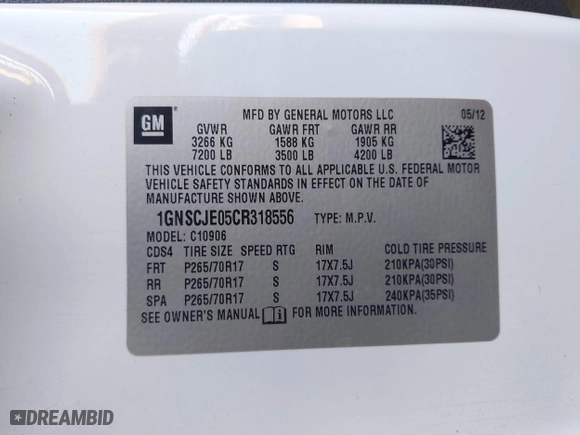 GM
MFD BY GENERAL MOTORS LLC 05/12
GVWR GAWR FRT GAWR RR
3266 KG 1588 KG 1905 KG
7200 LB 3500 LB 4200 LB
THIS VEHICLE CONFORMS TO ALL APPLICABLE U.S. FEDERAL MOTOR
VEHICLE SAFETY STANDARDS IN EFFECT ON THE DATE OF
MANUFACTURE SHOWN ABOVE.
1GNSCJE05CR318556 TYPE: M.P.V.
MODEL: C10906
CDS4 TIRE SIZE SPEED RTG RIM COLD TIRE PRESSURE
FRT P265/70R17 S 17X7.5J 210KPA(30PSI)
RR P265/70R17 S 17X7.5J 210KPA(30PSI)
SPA P265/70R17 S 17X7.5J 240KPA(35PSI)
SEE OWNER'S MANUAL FOR MORE INFORMATION.
DREAMBID